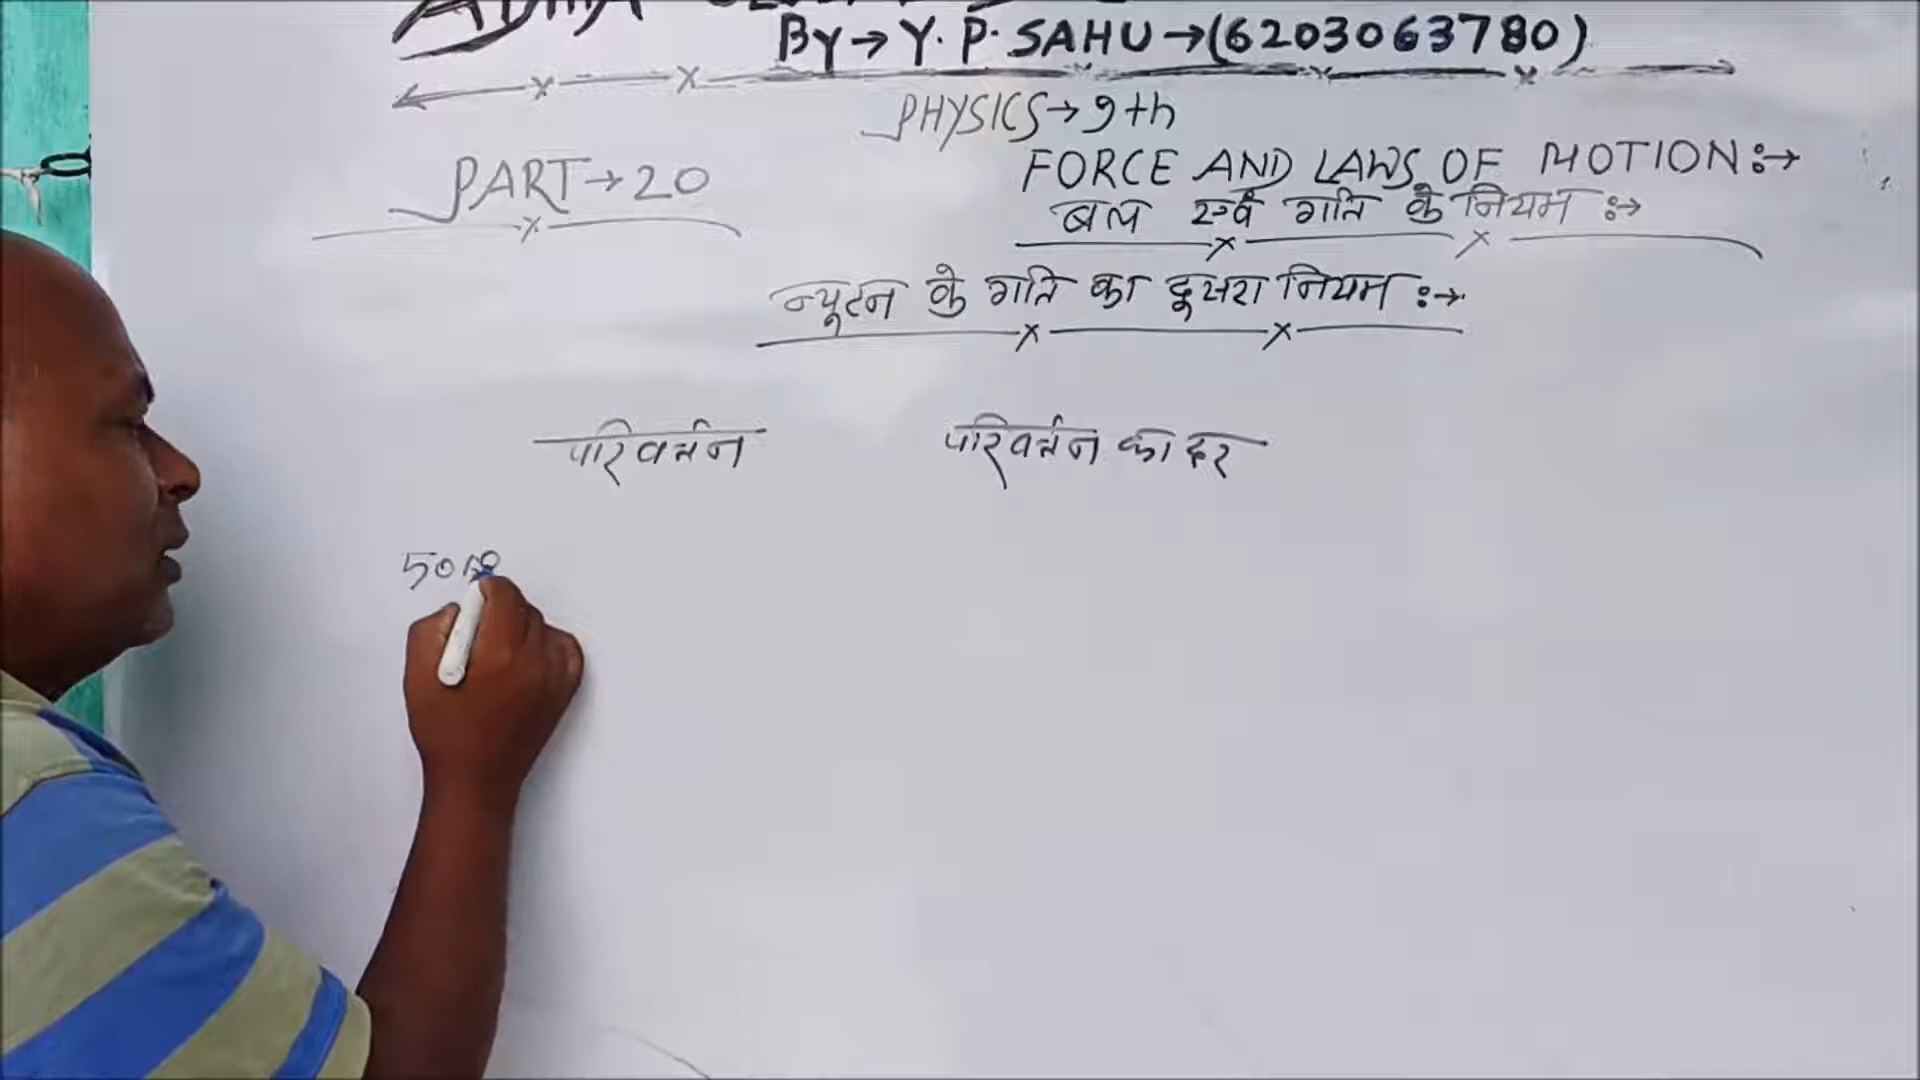 By → Y. P. SAHU → (6203063780)
PHYSICS → 9th
PART → 20
FORCE AND LAWS OF MOTION :→
बल एवं गति के नियम :→
न्यूटन के गति का दूसरा नियम :→
परिवर्तन परिवर्तन का दर
50